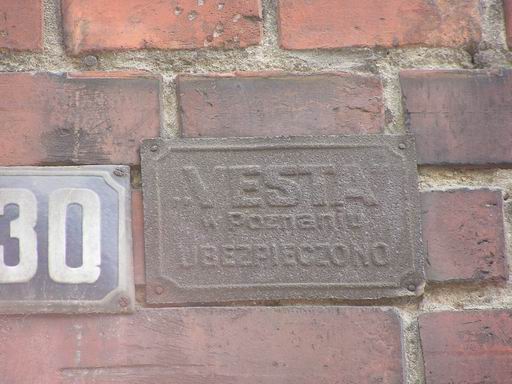 30
VESTA
w Poznaniu
UBEZPIECZONO